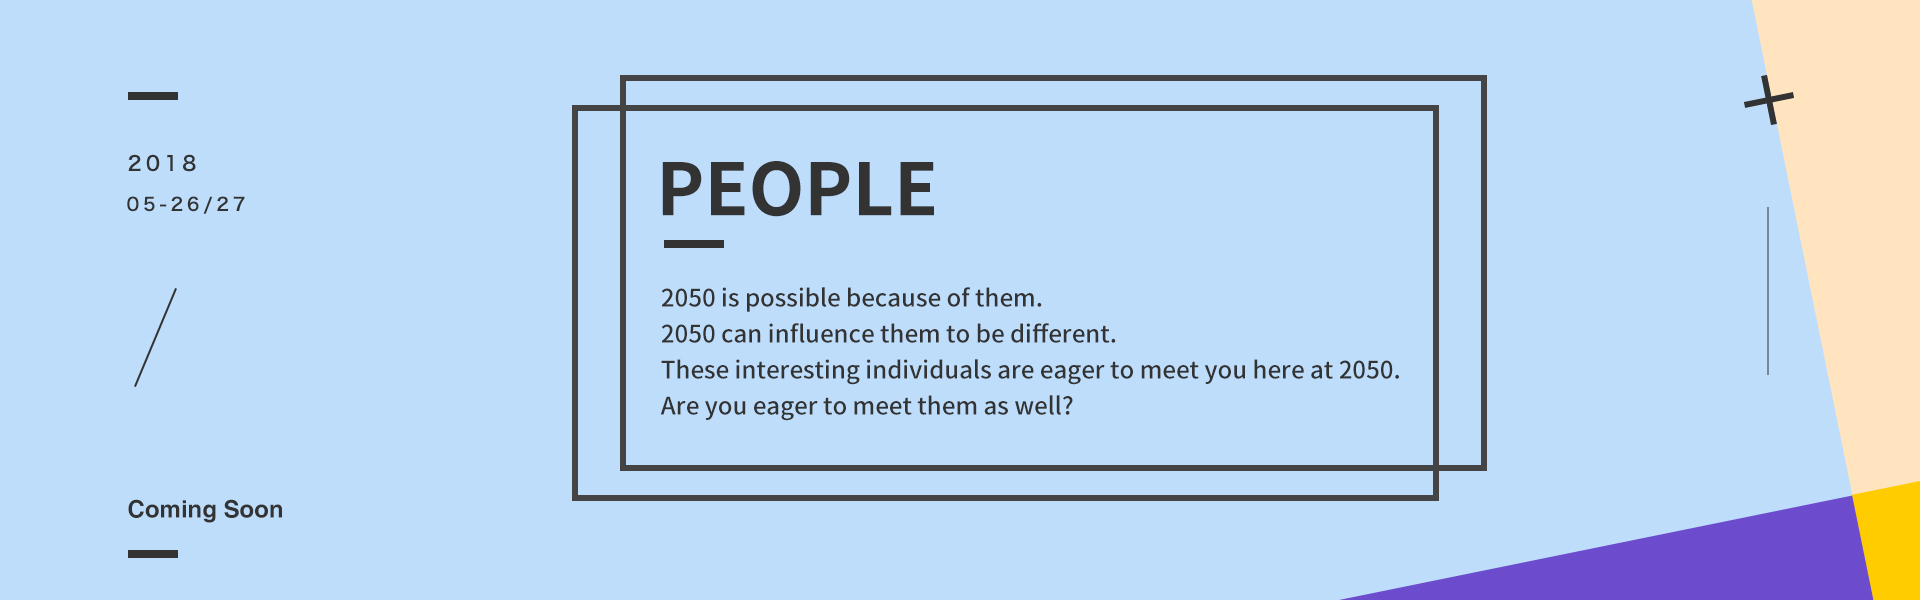 2018
05-26/27
Coming Soon
PEOPLE
2050 is possible because of them.
2050 can influence them to be different.
These interesting individuals are eager to meet you here at 2050.
Are you eager to meet them as well?